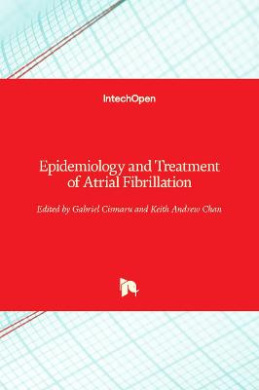 IntechOpen
Epidemiology and Treatment
of Atrial Fibrillation
Edited by Gabriel Cismaru and Keith Andrew Chan